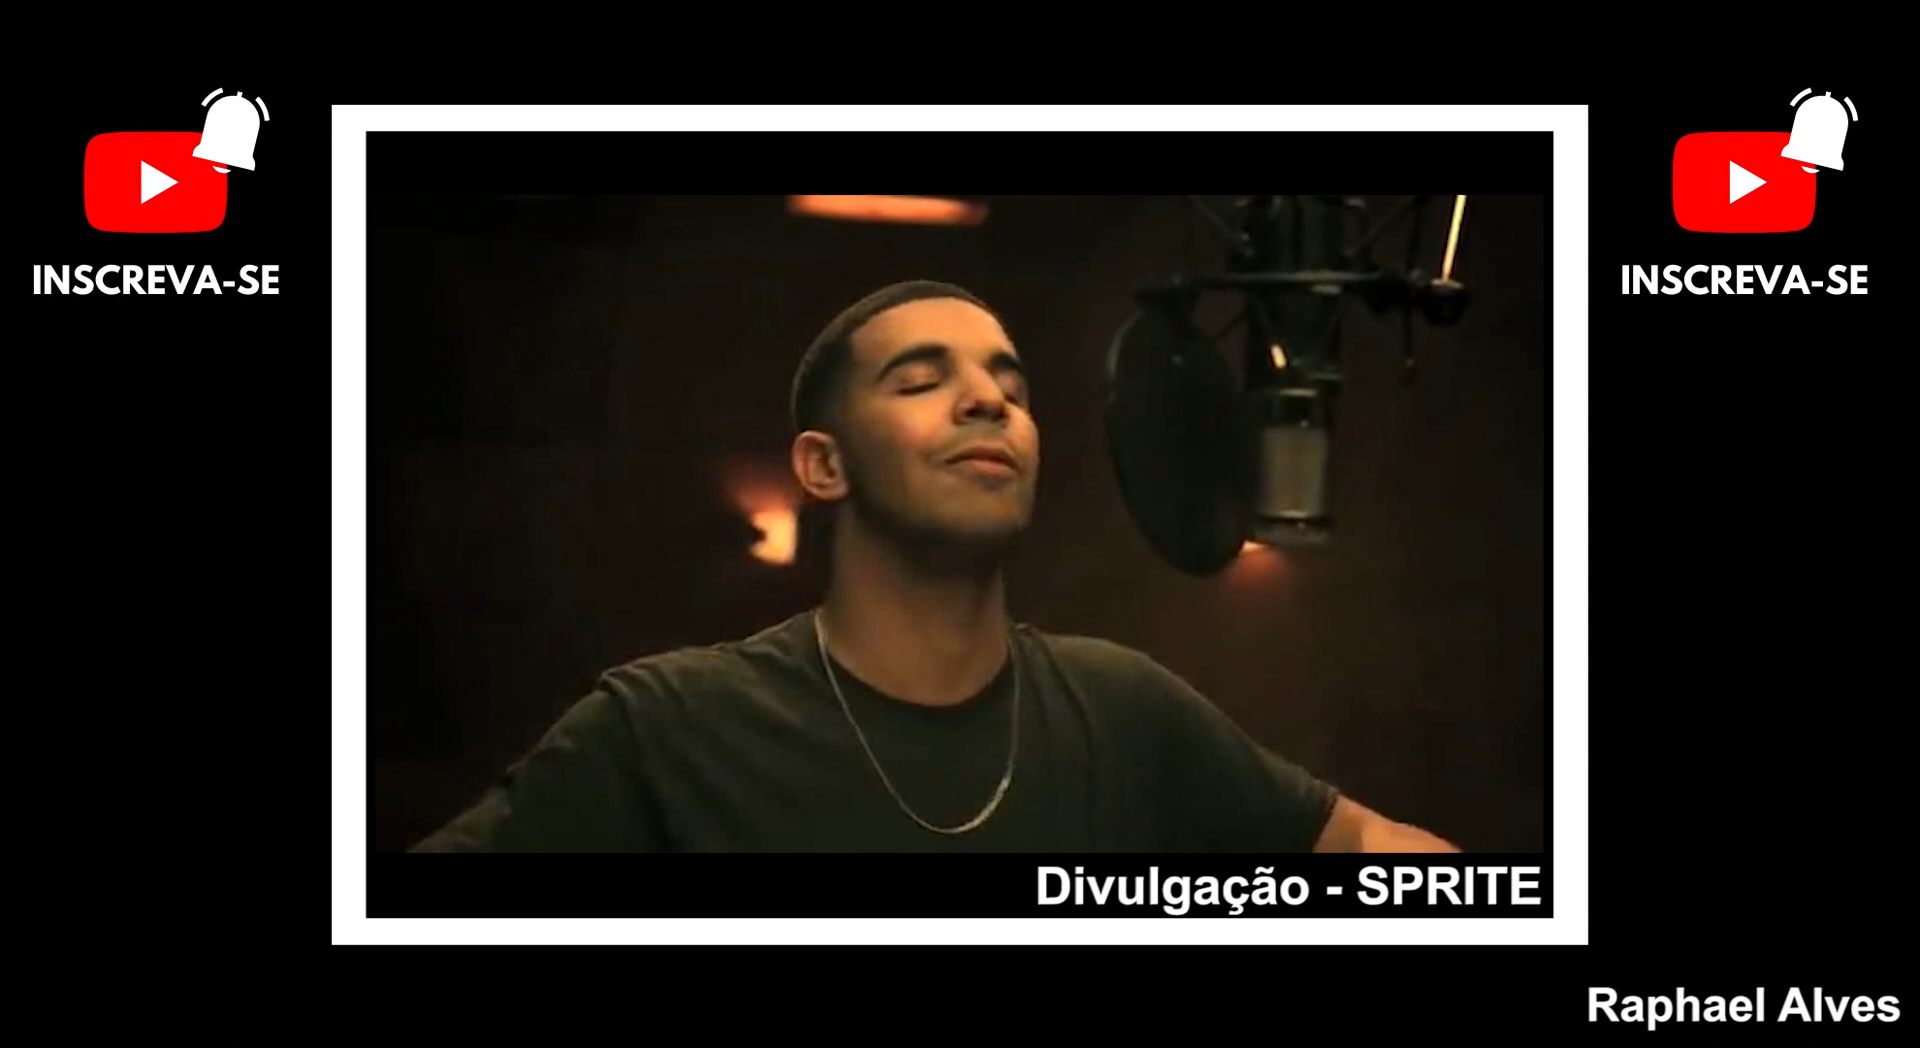 INSCREVA-SE
INSCREVA-SE
Divulgação - SPRITE
Raphael Alves